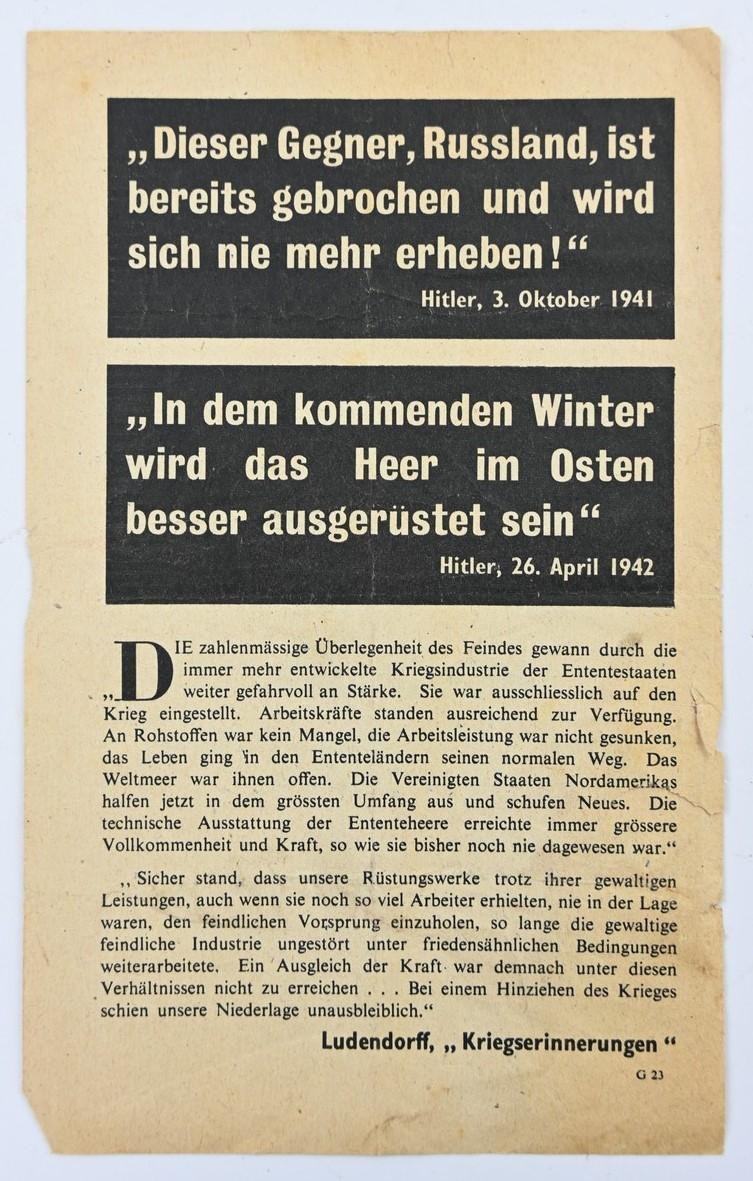 „Dieser Gegner, Russland, ist
bereits gebrochen und wird
sich nie mehr erheben!“
Hitler, 3. Oktober 1941
„In dem kommenden Winter
wird das Heer im Osten
besser ausgerüstet sein“
Hitler, 26. April 1942
„DIE zahlenmässige Überlegenheit des Feindes gewann durch die
immer mehr entwickelte Kriegsindustrie der Ententestaaten
weiter gefahrvoll an Stärke. Sie war ausschliesslich auf den
Krieg eingestellt. Arbeitskräfte standen ausreichend zur Verfügung.
An Rohstoffen war kein Mangel, die Arbeitsleistung war nicht gesunken,
das Leben ging in den Ententeländern seinen normalen Weg. Das
Weltmeer war ihnen offen. Die Vereinigten Staaten Nordamerikas
halfen jetzt in dem grössten Umfang aus und schufen Neues. Die
technische Ausstattung der Ententeheere erreichte immer grössere
Vollkommenheit und Kraft, so wie sie bisher noch nie dagewesen war.“
„Sicher stand, dass unsere Rüstungswerke trotz ihrer gewaltigen
Leistungen, auch wenn sie noch so viel Arbeiter erhielten, nie in der Lage
waren, den feindlichen Vorsprung einzuholen, so lange die gewaltige
feindliche Industrie ungestört unter friedensähnlichen Bedingungen
weiterarbeitete. Ein Ausgleich der Kraft war demnach unter diesen
Verhältnissen nicht zu erreichen . . . Bei einem Hinziehen des Krieges
schien unsere Niederlage unausbleiblich.“
Ludendorff, „Kriegserinnerungen“
G 23